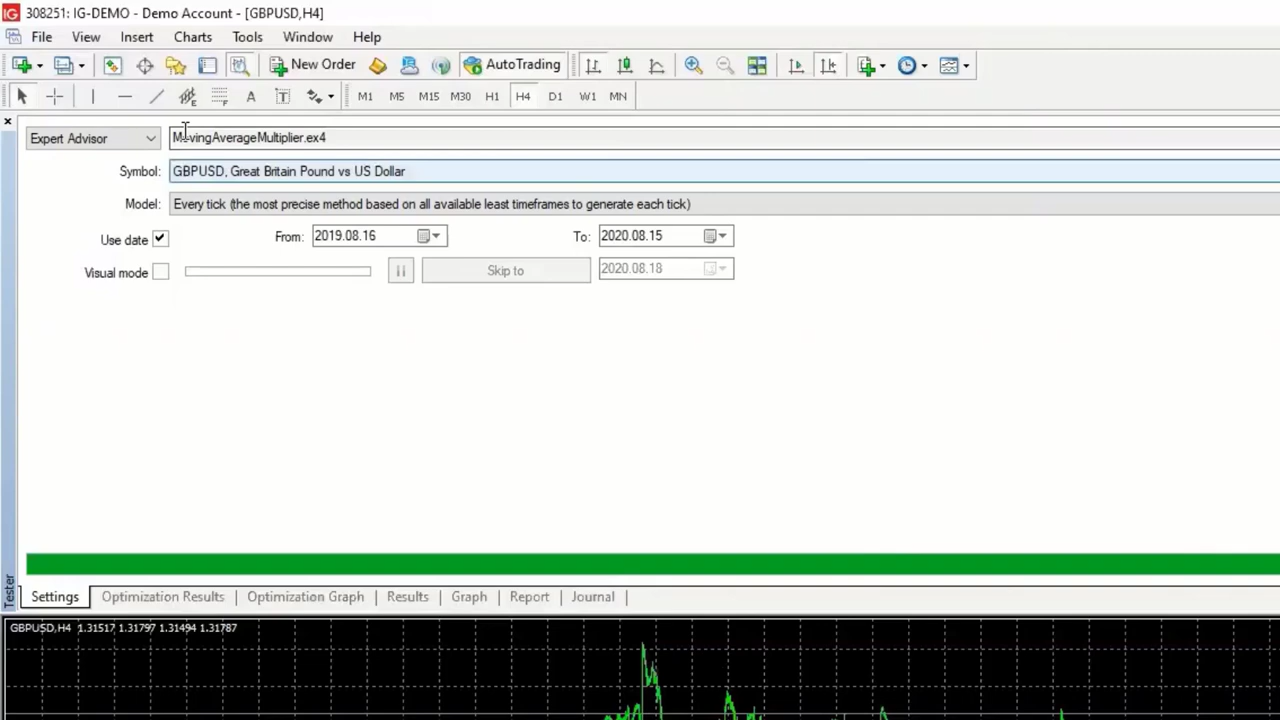 IG 308251: IG-DEMO - Demo Account - [GBPUSD,H4]
File View Insert Charts Tools Window Help
New Order AutoTrading
A T M1 M5 M15 M30 H1 H4 D1 W1 MN
Expert Advisor MovingAverageMultiplier.ex4
Symbol: GBPUSD, Great Britain Pound vs US Dollar
Model: Every tick (the most precise method based on all available least timeframes to generate each tick)
Use date From: 2019.08.16 To: 2020.08.15
Visual mode Skip to 2020.08.18
Tester
Settings Optimization Results Optimization Graph Results Graph Report Journal
GBPUSD,H4 1.31517 1.31797 1.31494 1.31787